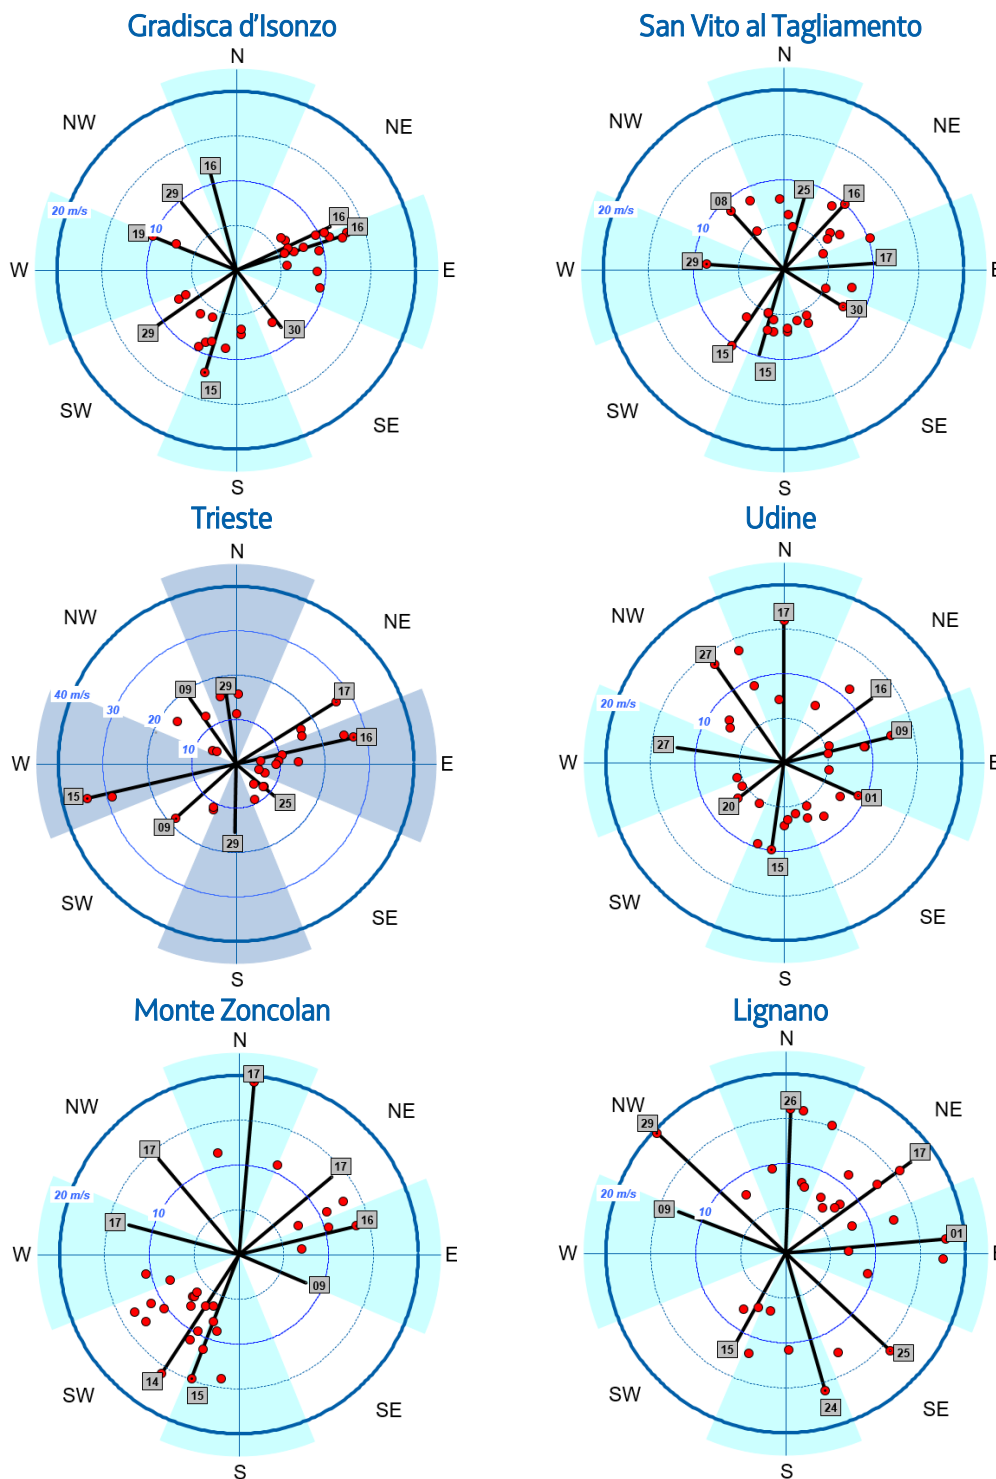 Gradisca d'Isonzo
N
NW
NE
16
29
16
20 m/s
16
19
10
W
E
29
30
15
SW
SE
S
San Vito al Tagliamento
N
NW
NE
25
16
08
20 m/s
10
17
W
29
E
30
15
15
SW
SE
S
Trieste
N
NW
NE
09
29
17
40 m/s
30
20
16
10
W
E
15
25
09
29
SW
SE
S
Udine
N
NW
NE
17
27
16
20 m/s
10
09
27
W
E
01
20
15
SW
SE
S
Monte Zoncolan
N
17
NW
NE
17
17
20 m/s
10
16
17
W
E
09
14
15
SW
SE
S
Lignano
N
26
NW
NE
29
17
20 m/s
09
10
01
W
E
15
25
24
SW
SE
S